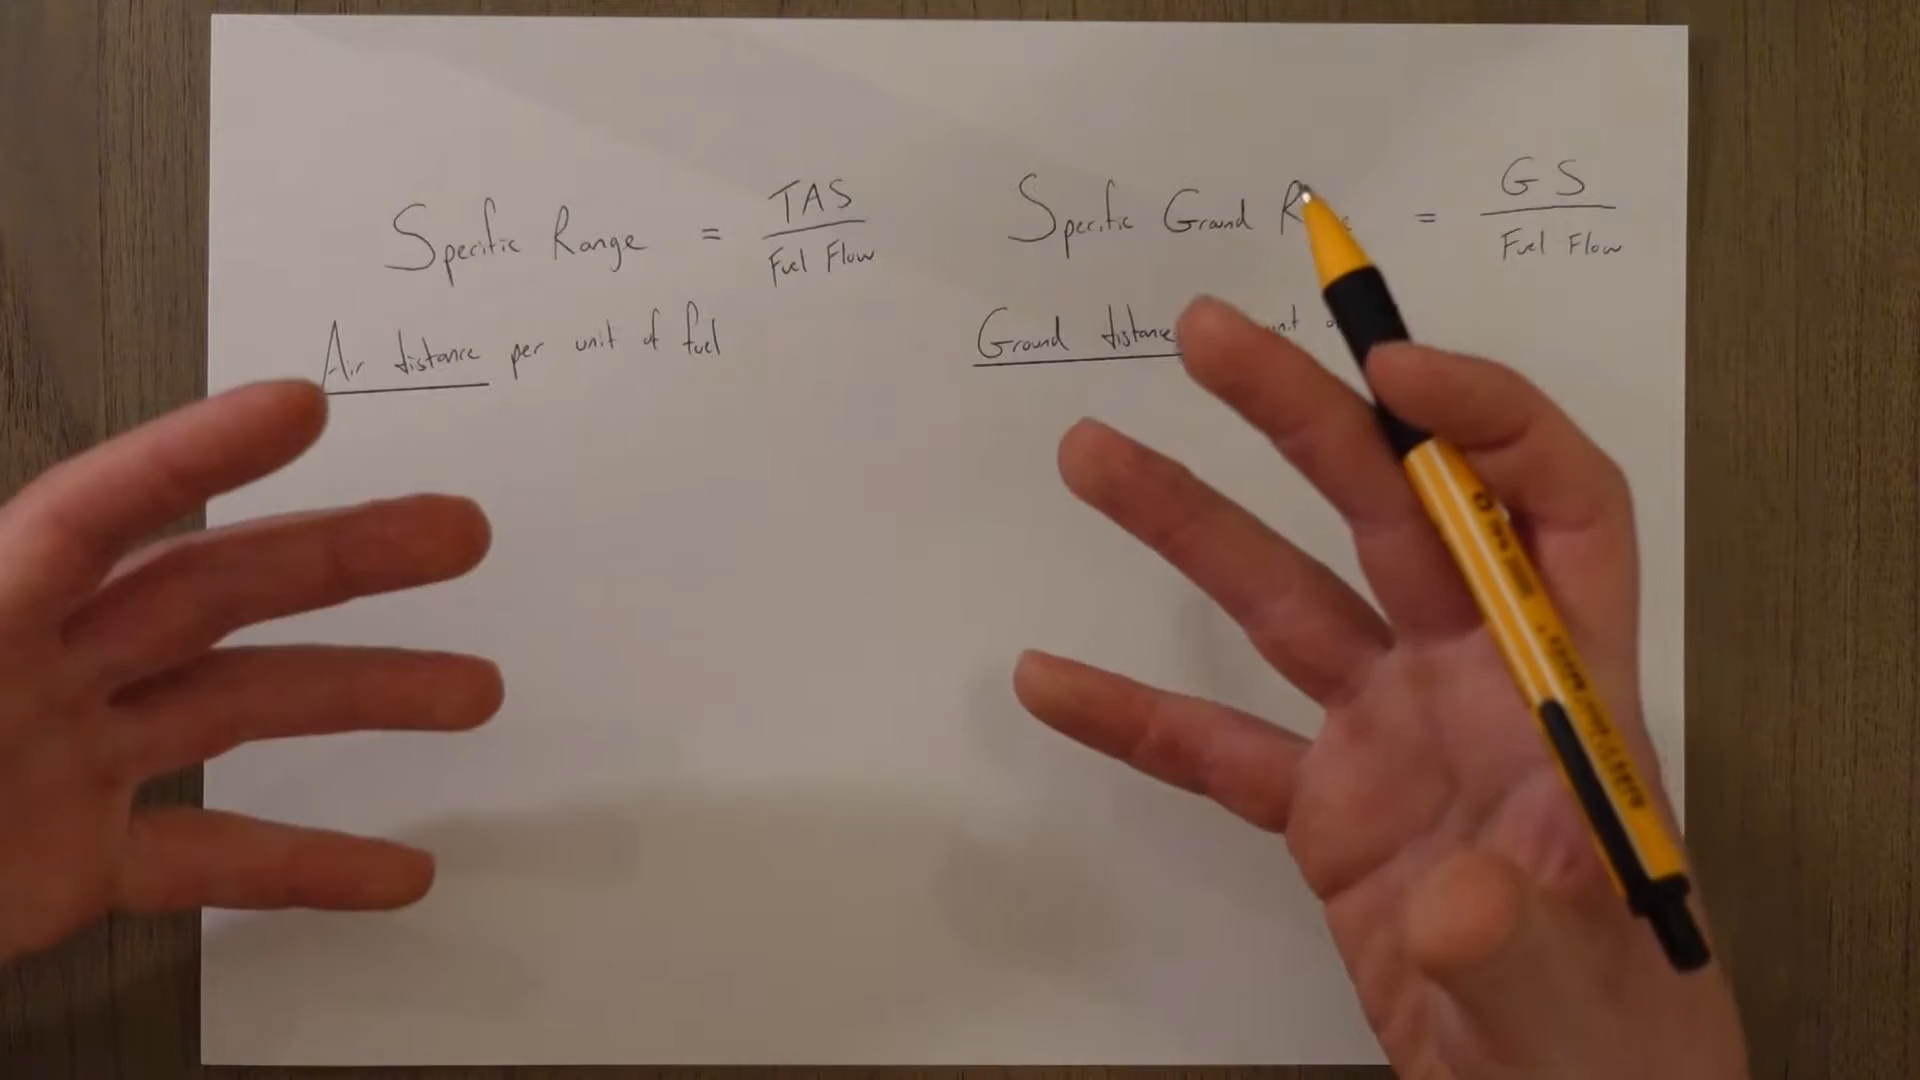 Specific Range = TAS
Fuel Flow
Air distance per unit of fuel
Specific Ground = GS
Fuel Flow
Ground distance